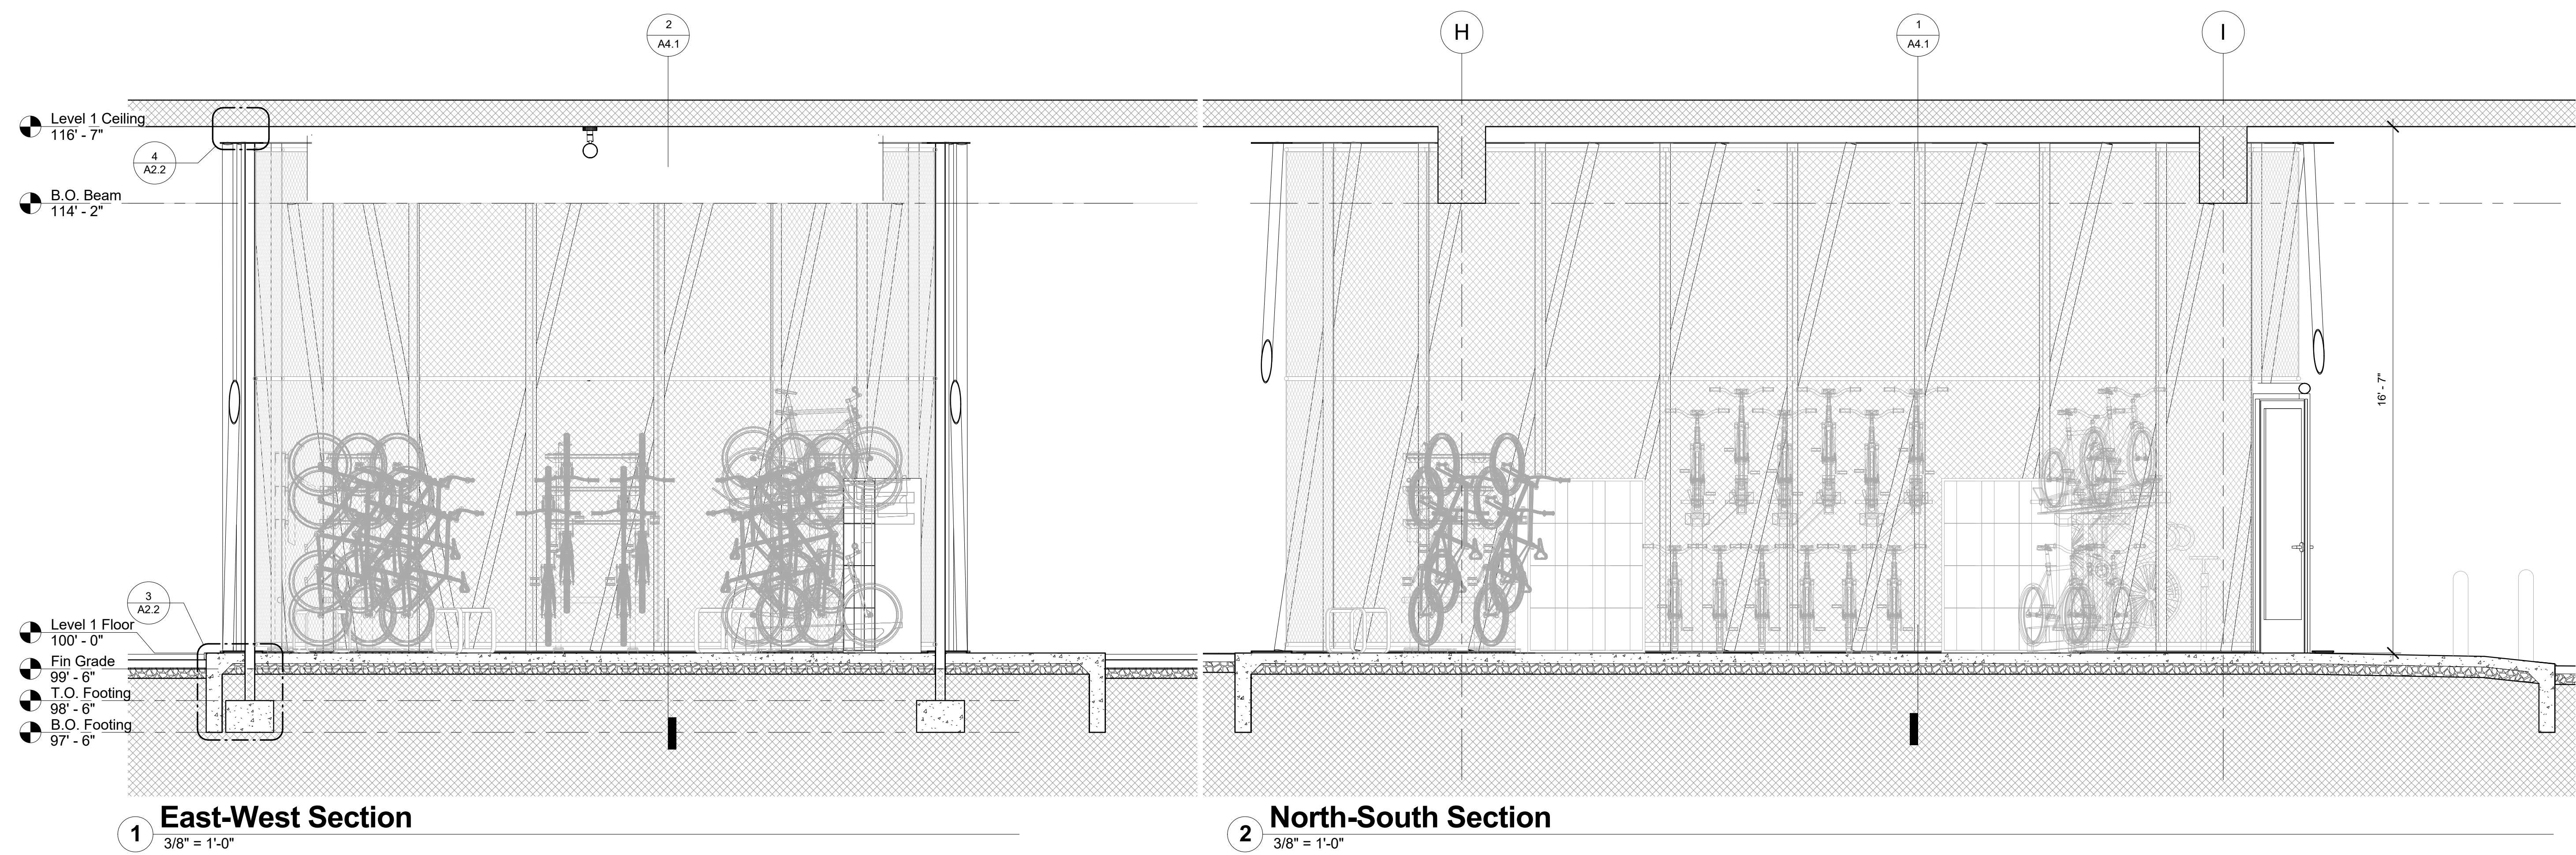 2
A4.1
H
1
A4.1
I
Level 1 Ceiling
116' - 7"
4
A2.2
B.O. Beam
114' - 2"
16' - 7"
3
A2.2
Level 1 Floor
100' - 0"
Fin Grade
99' - 6"
T.O. Footing
98' - 6"
B.O. Footing
97' - 6"
1
East-West Section
3/8" = 1'-0"
2
North-South Section
3/8" = 1'-0"